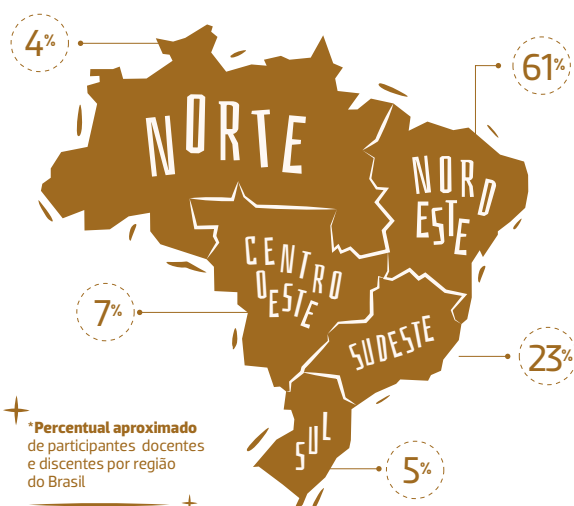 4%
61%
NORTE
NORD
ESTE
CENTRO
OESTE
7%
SUDESTE
23%
*Percentual aproximado
de participantes docentes
e discentes por região
do Brasil
SUL
5%